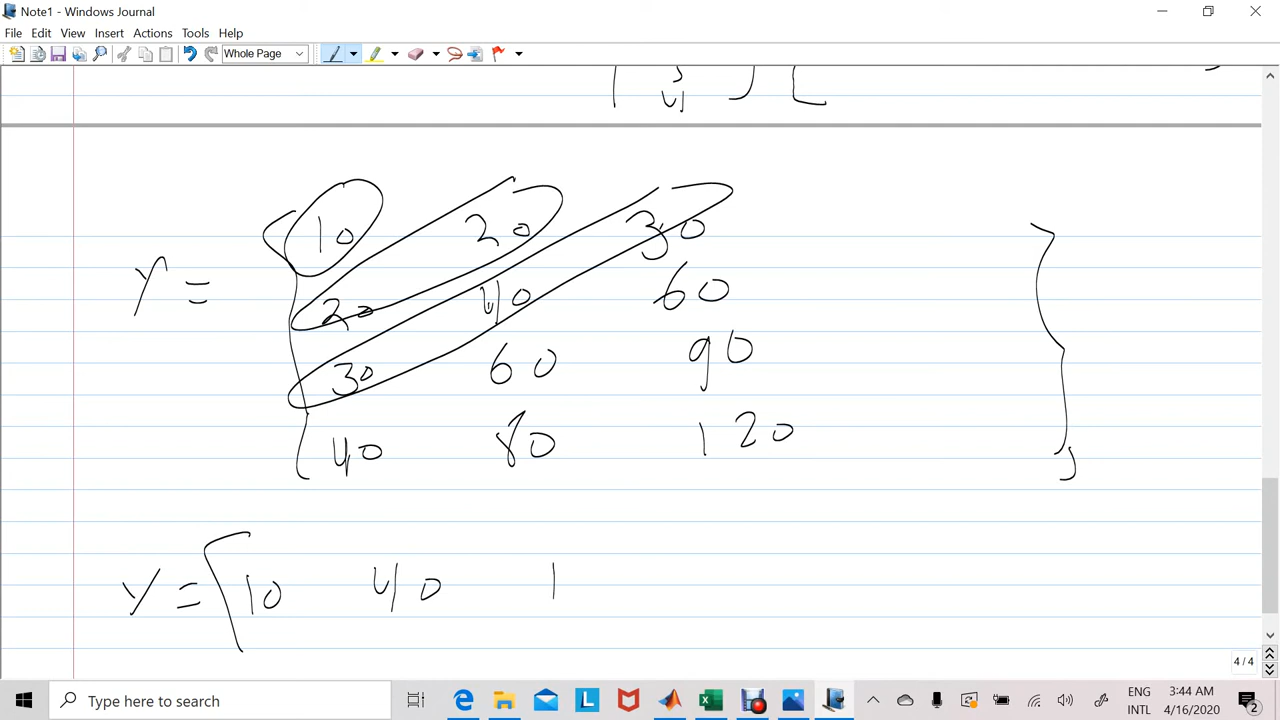 Note1 - Windows Journal
File Edit View Insert Actions Tools Help
Whole Page
10 20 30
Y = 20 40 60
30 60 90
40 80 120
Y = [ 10 40 1
4 / 4
Type here to search
ENG
INTL
3:44 AM
4/16/2020
2